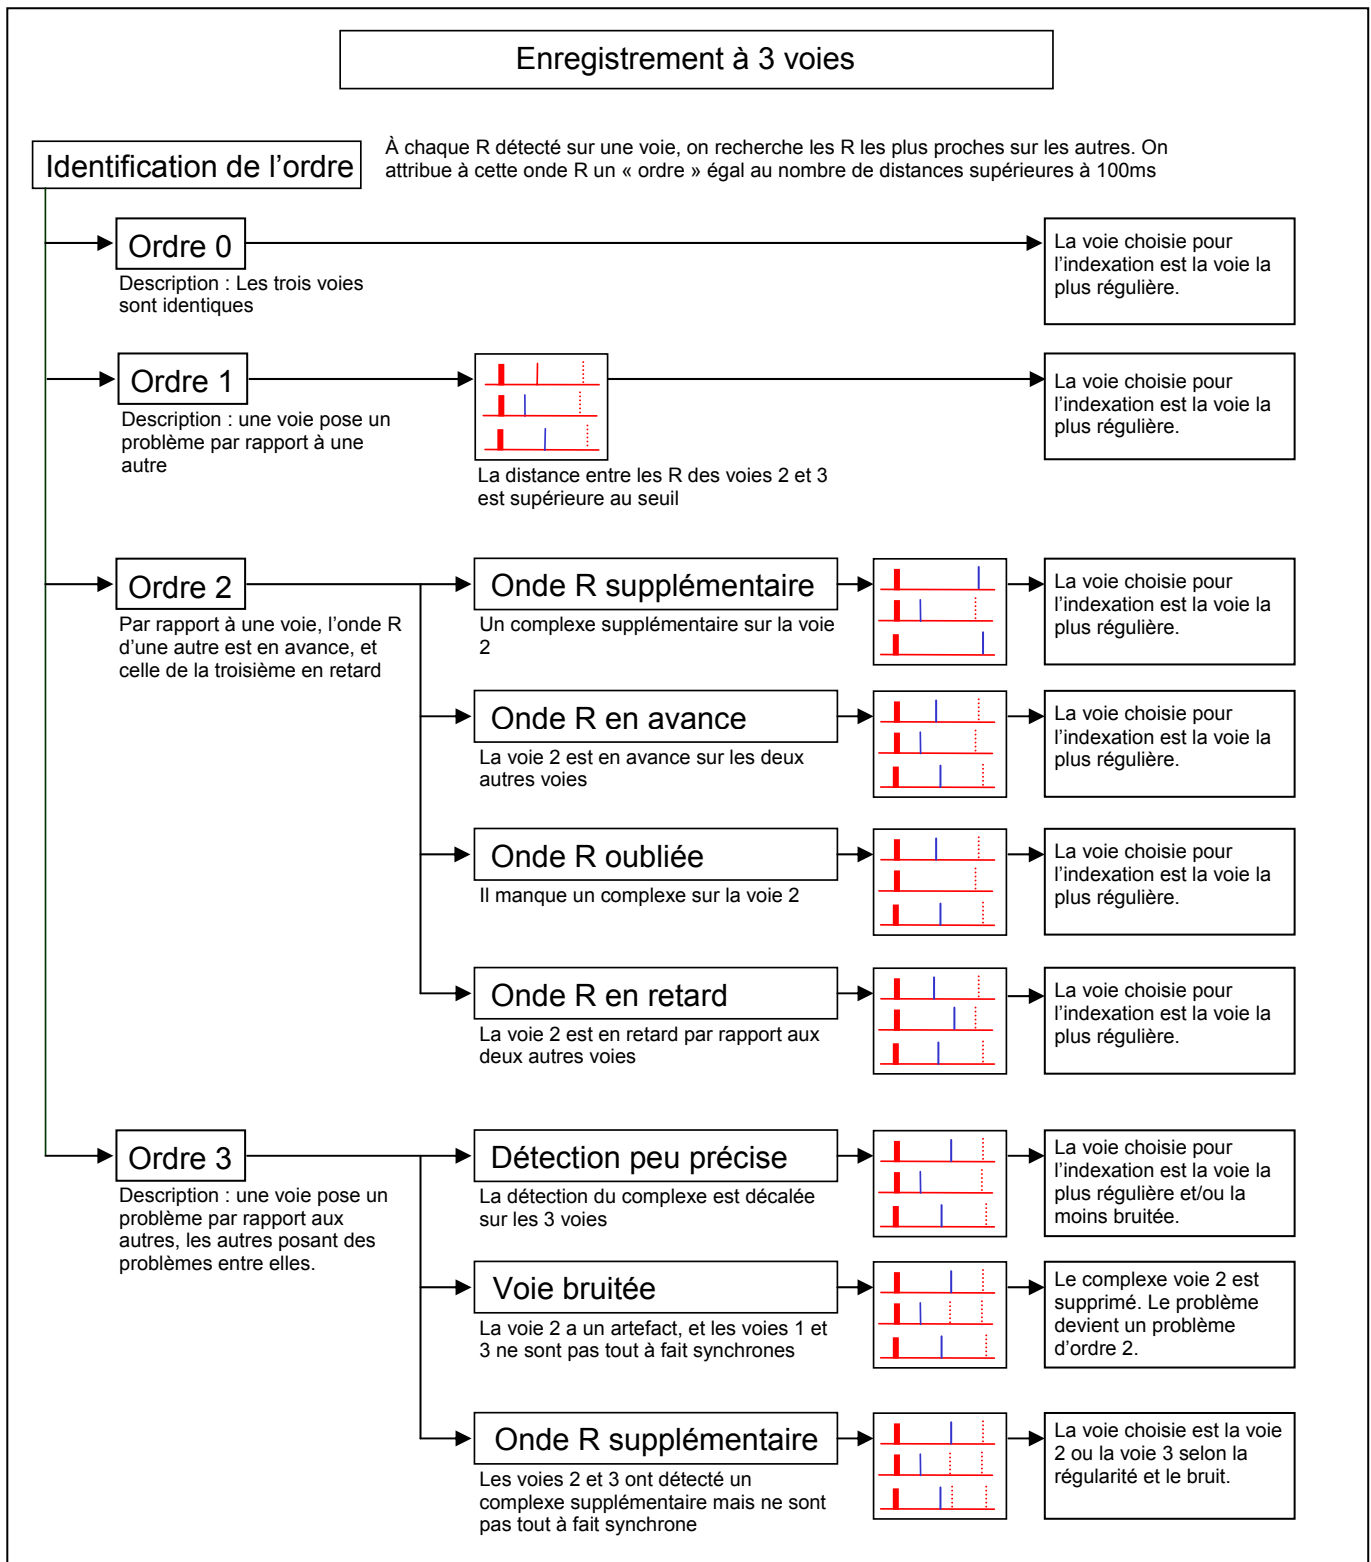 Enregistrement à 3 voies
Identification de l’ordre
À chaque R détecté sur une voie, on recherche les R les plus proches sur les autres. On
attribue à cette onde R un « ordre » égal au nombre de distances supérieures à 100ms
Ordre 0
Description : Les trois voies
sont identiques
La voie choisie pour
l’indexation est la voie la
plus régulière.
Ordre 1
Description : une voie pose un
problème par rapport à une
autre
La distance entre les R des voies 2 et 3
est supérieure au seuil
La voie choisie pour
l’indexation est la voie la
plus régulière.
Ordre 2
Par rapport à une voie, l’onde R
d’une autre est en avance, et
celle de la troisième en retard
Onde R supplémentaire
Un complexe supplémentaire sur la voie
2
La voie choisie pour
l’indexation est la voie la
plus régulière.
Onde R en avance
La voie 2 est en avance sur les deux
autres voies
La voie choisie pour
l’indexation est la voie la
plus régulière.
Onde R oubliée
Il manque un complexe sur la voie 2
La voie choisie pour
l’indexation est la voie la
plus régulière.
Onde R en retard
La voie 2 est en retard par rapport aux
deux autres voies
La voie choisie pour
l’indexation est la voie la
plus régulière.
Ordre 3
Description : une voie pose un
problème par rapport aux
autres, les autres posant des
problèmes entre elles.
Détection peu précise
La détection du complexe est décalée
sur les 3 voies
La voie choisie pour
l’indexation est la voie la
plus régulière et/ou la
moins bruitée.
Voie bruitée
La voie 2 a un artefact, et les voies 1 et
3 ne sont pas tout à fait synchrones
Le complexe voie 2 est
supprimé. Le problème
devient un problème
d’ordre 2.
Onde R supplémentaire
Les voies 2 et 3 ont détecté un
complexe supplémentaire mais ne sont
pas tout à fait synchrone
La voie choisie est la voie
2 ou la voie 3 selon la
régularité et le bruit.